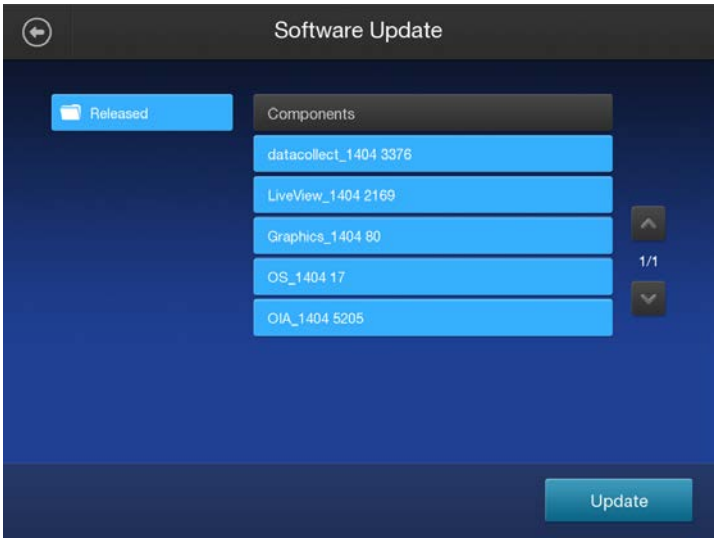 Software Update
Released
Components
datacollect_1404 3376
LiveView_1404 2169
Graphics_1404 80
OS_1404 17
OIA_1404 5205
1/1
Update